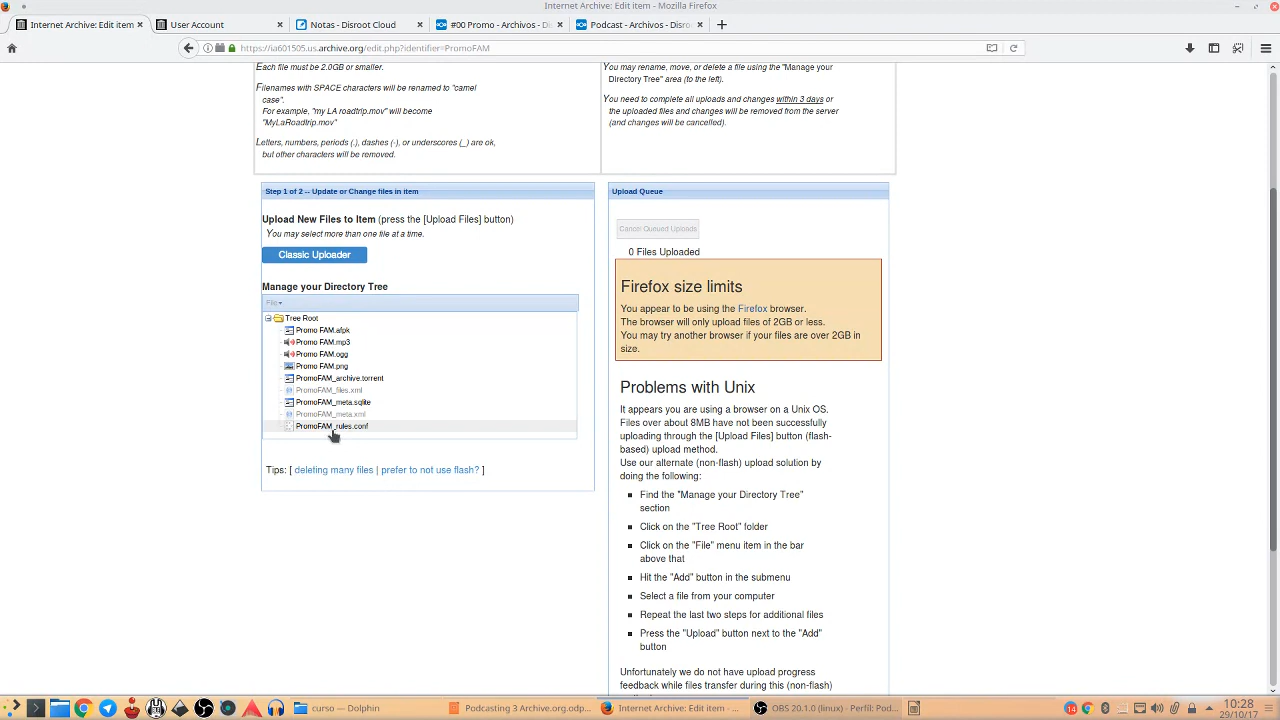 Internet Archive: Edit item - Mozilla Firefox
Internet Archive: Edit item
User Account
Notas - Disroot Cloud
#00 Promo - Archivos - D
Podcast - Archivos - Disro
https://ia601505.us.archive.org/edit.php?identifier=PromoFAM
Each file must be 2.0GB or smaller.
Filenames with SPACE characters will be renamed to "camel
case".
For example, "my LA roadtrip.mov" will become
"MyLaRoadtrip.mov"
Letters, numbers, periods (.), dashes (-), or underscores (_) are ok,
but other characters will be removed.
You may rename, move, or delete a file using the "Manage your
Directory Tree" area (to the left).
You need to complete all uploads and changes within 3 days or
the uploaded files and changes will be removed from the server
(and changes will be cancelled).
Step 1 of 2 -- Update or Change files in item
Upload New Files to Item (press the [Upload Files] button)
You may select more than one file at a time.
Classic Uploader
Manage your Directory Tree
File
Tree Root
Promo FAM.afpk
Promo FAM.mp3
Promo FAM.ogg
Promo FAM.png
PromoFAM_archive.torrent
PromoFAM_files.xml
PromoFAM_meta.sqlite
PromoFAM_meta.xml
PromoFAM_rules.conf
Tips: [ deleting many files | prefer to not use flash? ]
Upload Queue
Cancel Queued Uploads
0 Files Uploaded
Firefox size limits
You appear to be using the Firefox browser.
The browser will only upload files of 2GB or less.
You may try another browser if your files are over 2GB in
size.
Problems with Unix
It appears you are using a browser on a Unix OS.
Files over about 8MB have not been successfully
uploading through the [Upload Files] button (flash-
based) upload method.
Use our alternate (non-flash) upload solution by
doing the following:
Find the "Manage your Directory Tree"
section
Click on the "Tree Root" folder
Click on the "File" menu item in the bar
above that
Hit the "Add" button in the submenu
Select a file from your computer
Repeat the last two steps for additional files
Press the "Upload" button next to the "Add"
button
Unfortunately we do not have upload progress
feedback while files transfer during this (non-flash)
curso — Dolphin
Podcasting 3 Archive.org.odp...
Internet Archive: Edit item - ...
OBS 20.1.0 (linux) - Perfil: Pod...
10:28
29/10/17